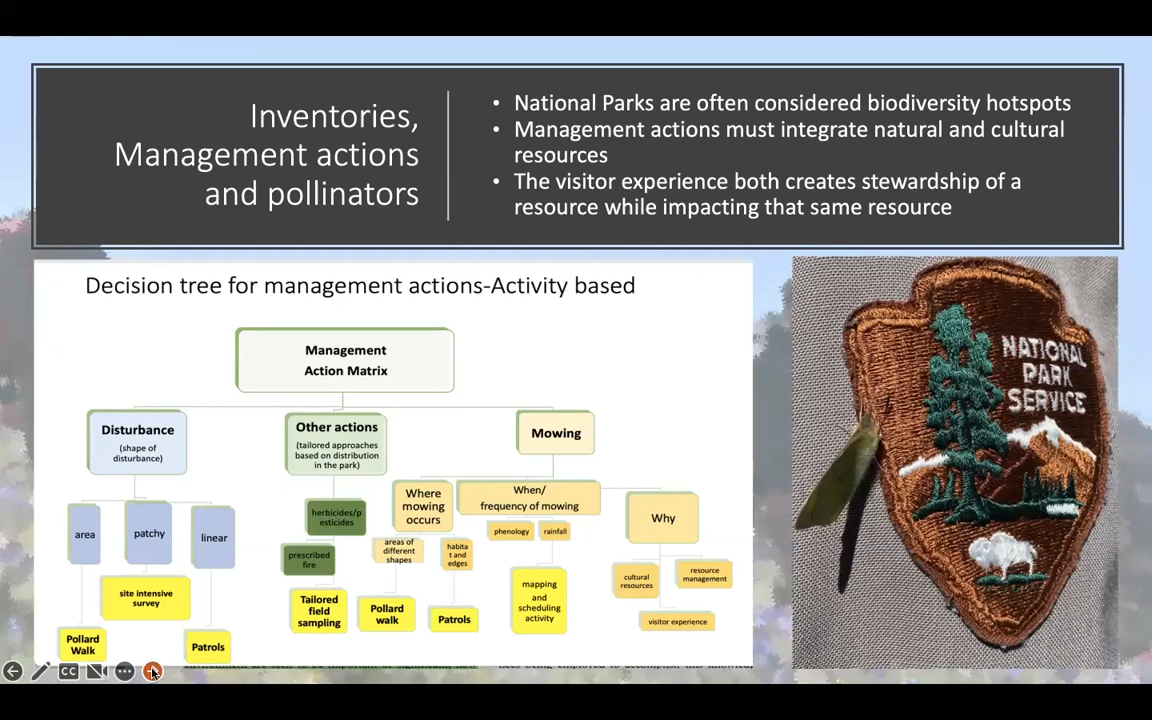 Inventories,
Management actions
and pollinators
• National Parks are often considered biodiversity hotspots
• Management actions must integrate natural and cultural
resources
• The visitor experience both creates stewardship of a
resource while impacting that same resource
Decision tree for management actions-Activity based
Management
Action Matrix
Disturbance
(shape of
disturbance)
Other actions
(tailored approaches
based on distribution
in the park)
Mowing
area
patchy
linear
site intensive
survey
Pollard
Walk
Patrols
herbicides/p
esticides
prescribed
fire
Tailored
field
sampling
Where
mowing
occurs
areas of
different
shapes
habita
t and
edges
Pollard
walk
Patrols
When/
frequency of mowing
phenology
rainfall
mapping
and
scheduling
activity
Why
cultural
resources
resource
management
visitor experience
NATIONAL
PARK
SERVICE
CC